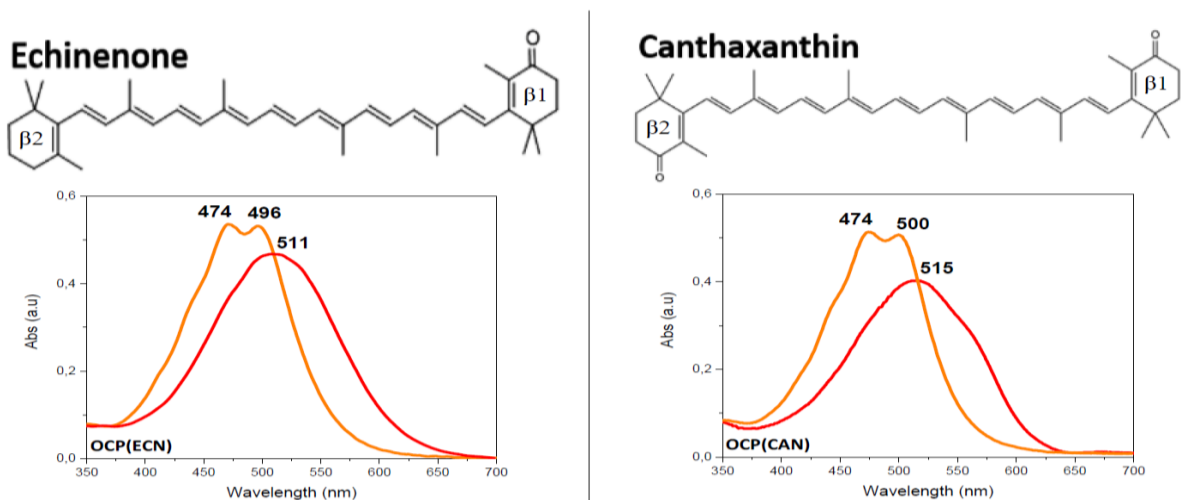 Echinenone
O
β1
β2
0,6
474 496
511
0,4
Abs (a.u)
0,2
OCP(ECN)
0,0
350 400 450 500 550 600 650 700
Wavelength (nm)
Canthaxanthin
O
β1
β2
O
0,6
474 500
515
0,4
Abs (a.u)
0,2
OCP(CAN)
0,0
350 400 450 500 550 600 650 700
Wavelength (nm)